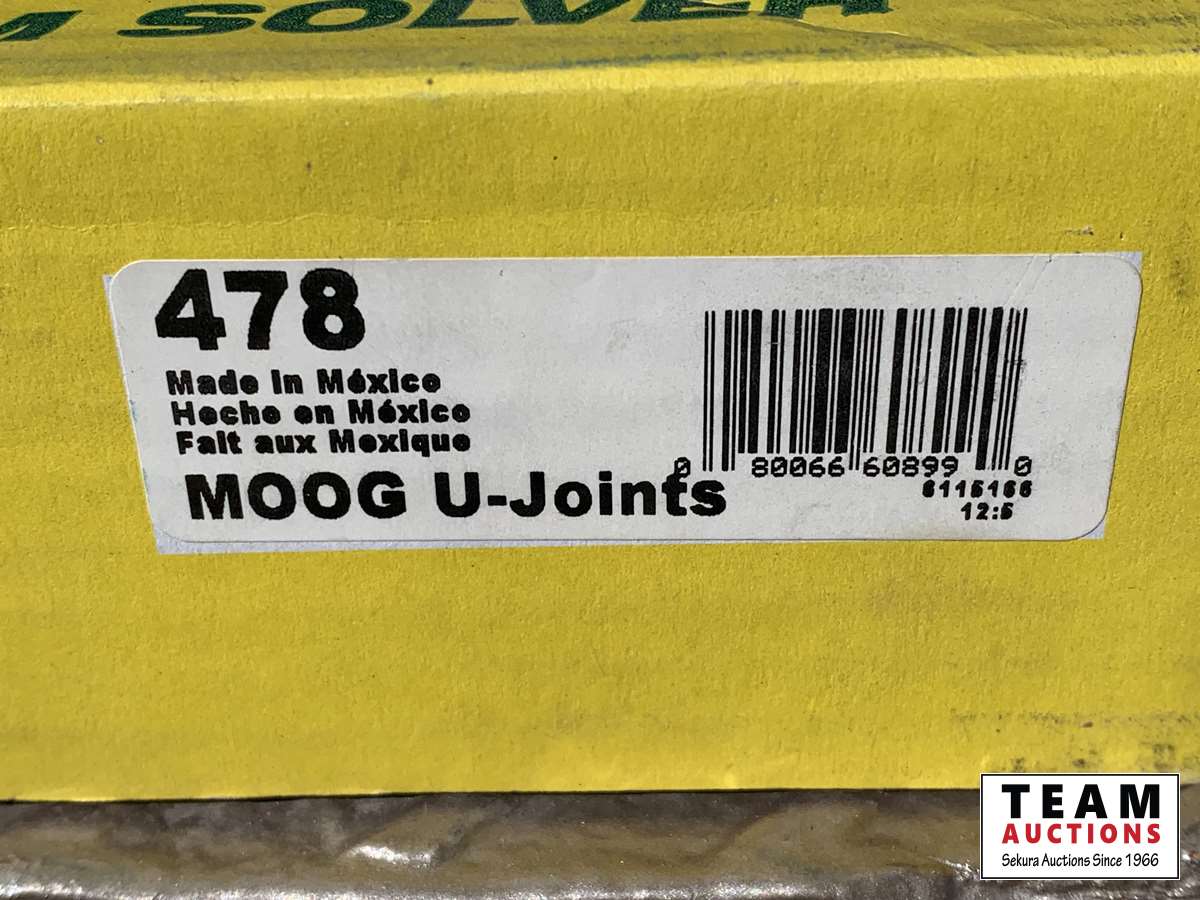 M SOLVER
478
Made in México
Hecho en México
Fait aux Mexique
MOOG U-Joints
0 80066 60899 0
6115166
12:5
TEAM
AUCTIONS
Sekura Auctions Since 1966